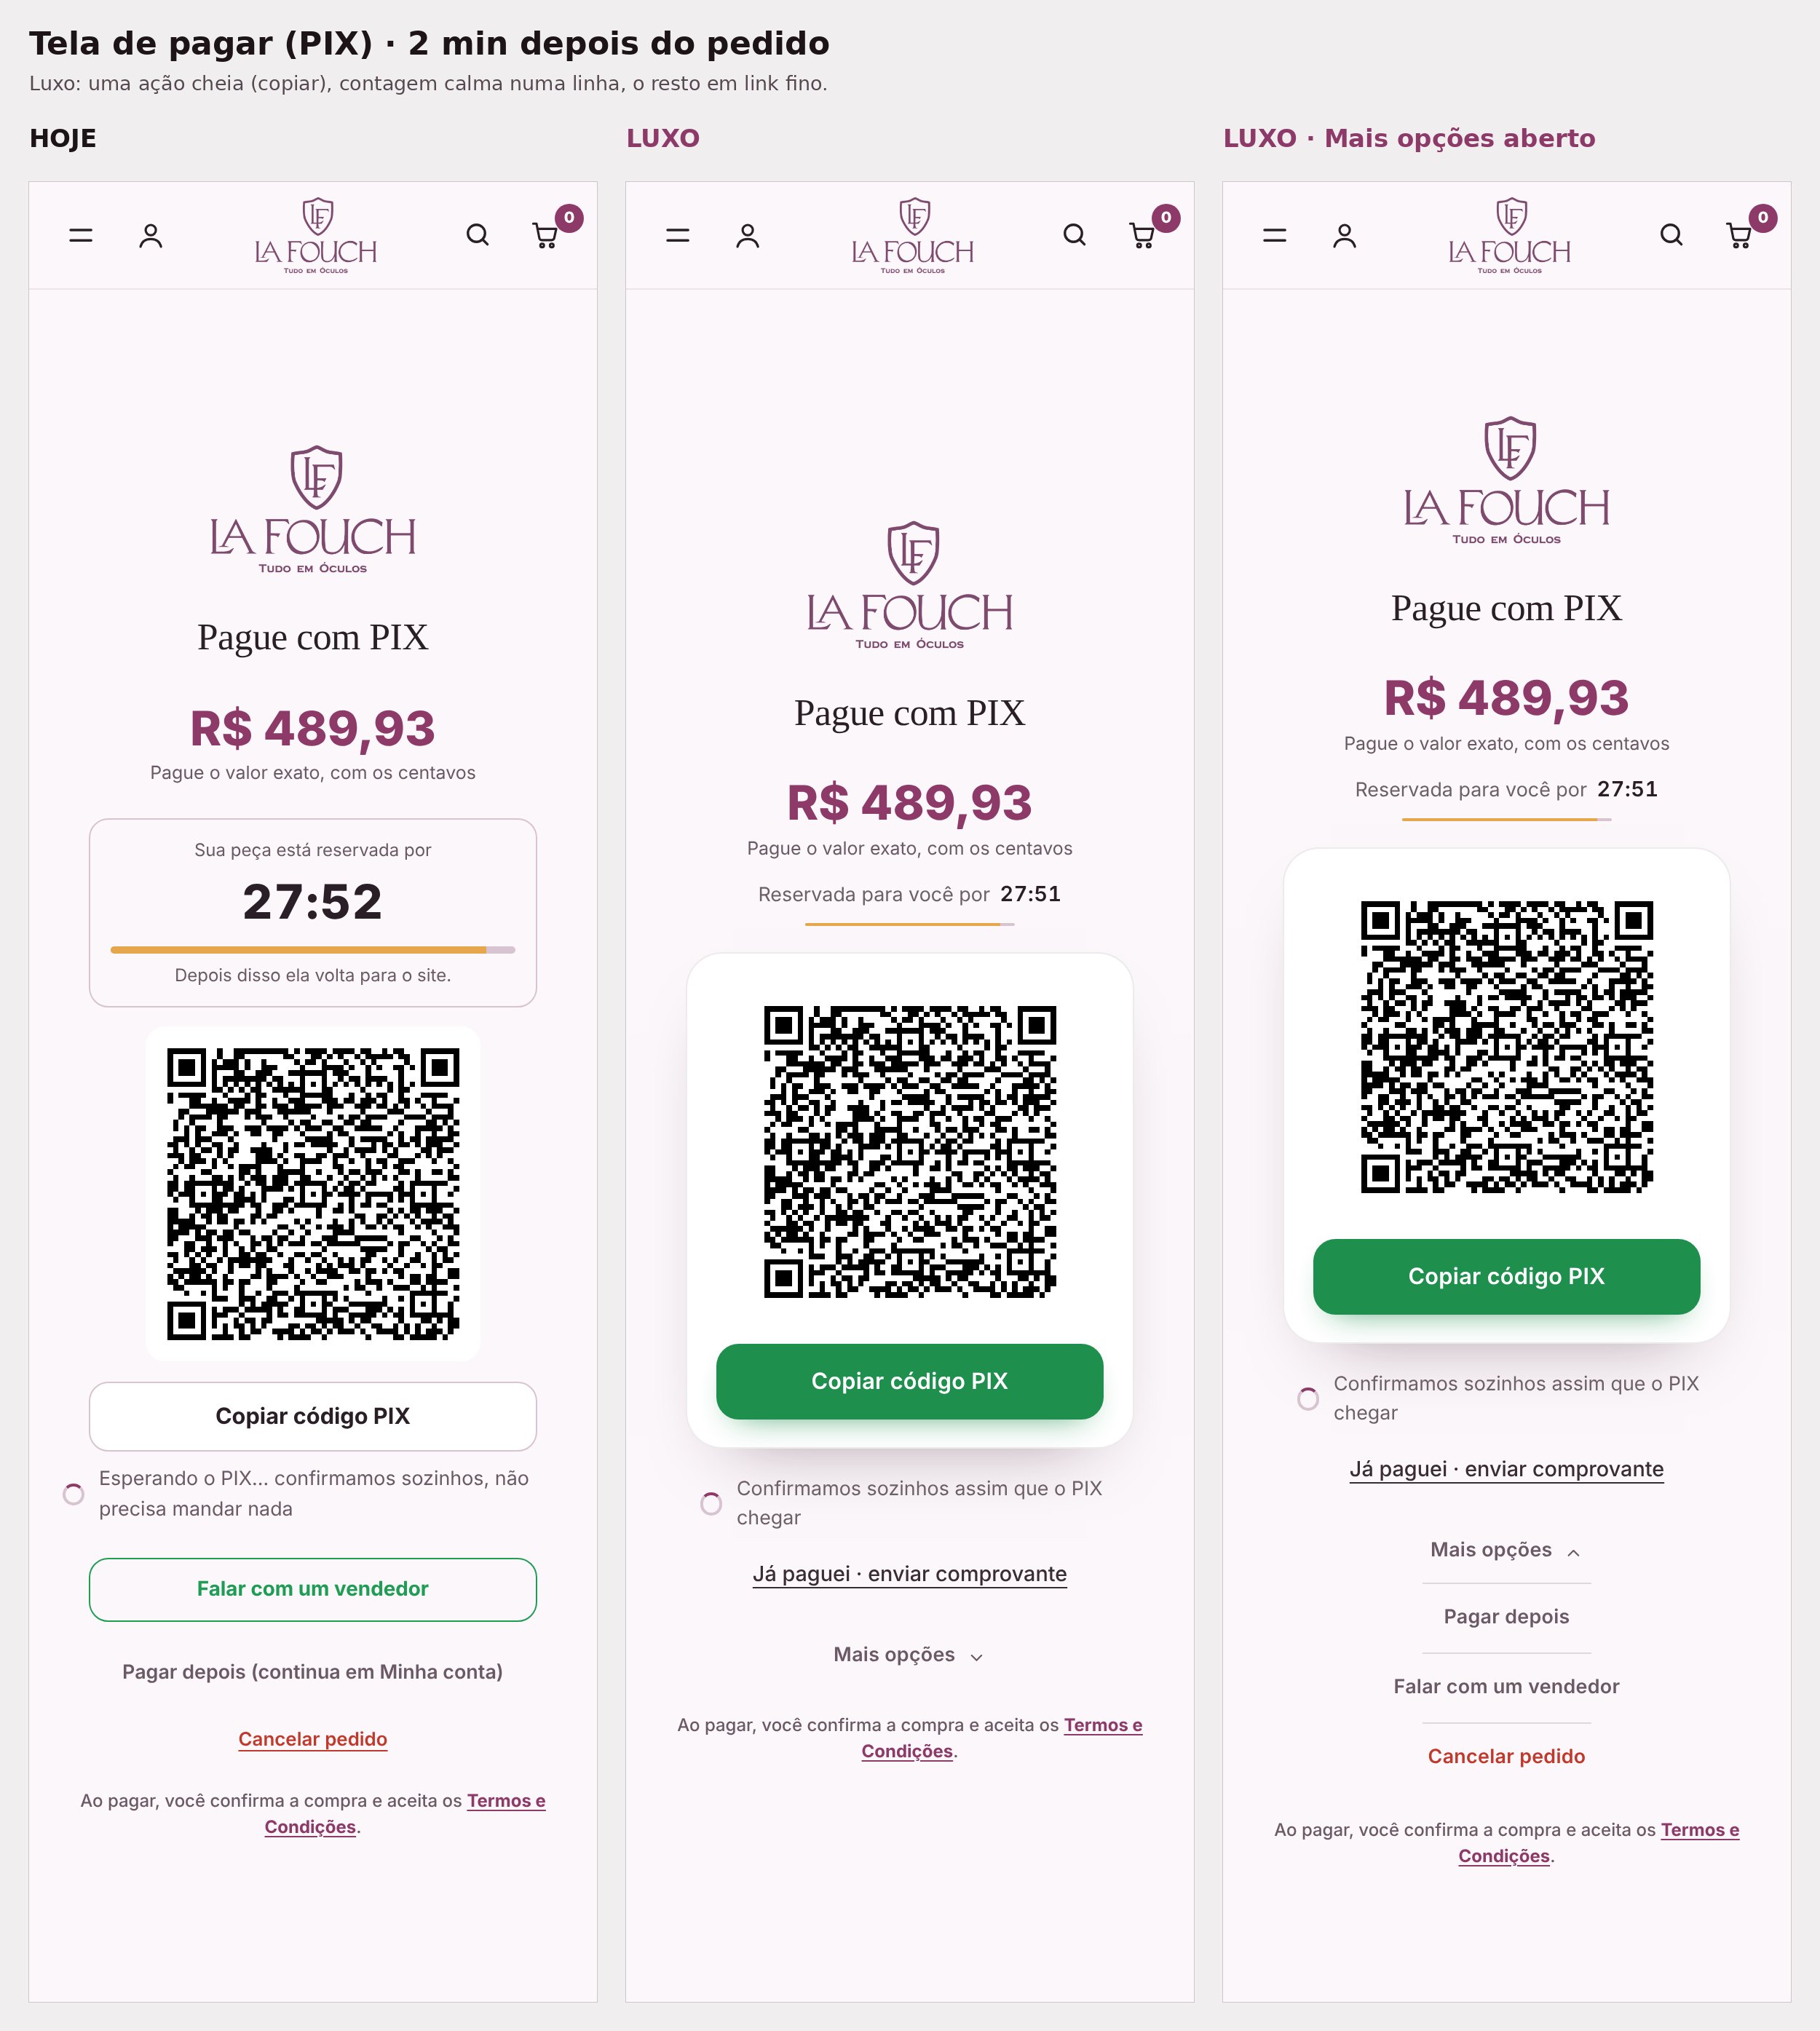 Tela de pagar (PIX) · 2 min depois do pedido
Luxo: uma ação cheia (copiar), contagem calma numa linha, o resto em link fino.
HOJE
0
LF
LA FOUCH
TUDO EM ÓCULOS
LF
LA FOUCH
TUDO EM ÓCULOS
Pague com PIX
R$ 489,93
Pague o valor exato, com os centavos
Sua peça está reservada por
27:52
Depois disso ela volta para o site.
Copiar código PIX
Esperando o PIX... confirmamos sozinhos, não
precisa mandar nada
Falar com um vendedor
Pagar depois (continua em Minha conta)
Cancelar pedido
Ao pagar, você confirma a compra e aceita os Termos e
Condições.
LUXO
0
LF
LA FOUCH
TUDO EM ÓCULOS
LF
LA FOUCH
TUDO EM ÓCULOS
Pague com PIX
R$ 489,93
Pague o valor exato, com os centavos
Reservada para você por 27:51
Copiar código PIX
Confirmamos sozinhos assim que o PIX
chegar
Já paguei · enviar comprovante
Mais opções
Ao pagar, você confirma a compra e aceita os Termos e
Condições.
LUXO · Mais opções aberto
0
LF
LA FOUCH
TUDO EM ÓCULOS
LF
LA FOUCH
TUDO EM ÓCULOS
Pague com PIX
R$ 489,93
Pague o valor exato, com os centavos
Reservada para você por 27:51
Copiar código PIX
Confirmamos sozinhos assim que o PIX
chegar
Já paguei · enviar comprovante
Mais opções
Pagar depois
Falar com um vendedor
Cancelar pedido
Ao pagar, você confirma a compra e aceita os Termos e
Condições.